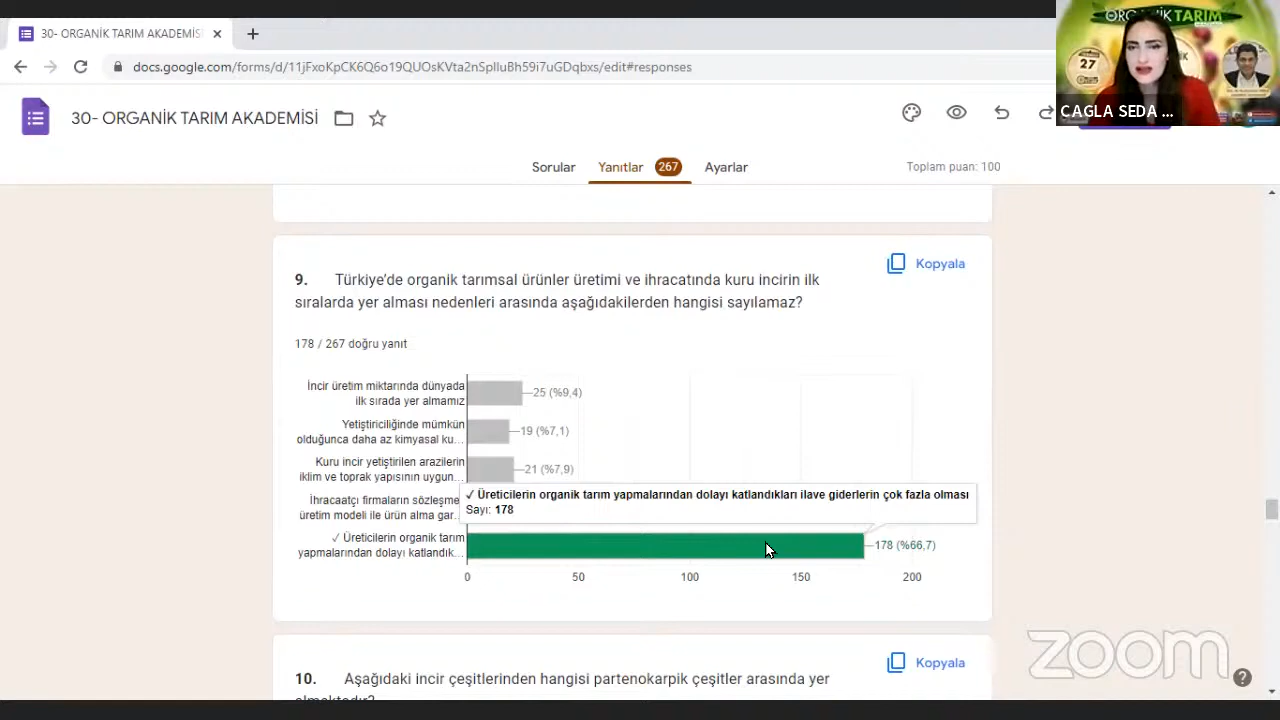 30- ORGANİK TARIM AKADEMİS
docs.google.com/forms/d/11jFxoKpCK6Q6o19QUOsKVta2nSplIuBh59i7uGDqbxs/edit#responses
ORGANİK TARIM
27
CAGLA SEDA ...
30- ORGANİK TARIM AKADEMİSİ
Sorular
Yanıtlar 267
Ayarlar
Toplam puan: 100
9. Türkiye’de organik tarımsal ürünler üretimi ve ihracatında kuru incirin ilk
sıralarda yer alması nedenleri arasında aşağıdakilerden hangisi sayılamaz?
Kopyala
178 / 267 doğru yanıt
İncir üretim miktarında dünyada
ilk sırada yer almamız
25 (%9,4)
Yetiştiriciliğinde mümkün
olduğunca daha az kimyasal ku...
19 (%7,1)
Kuru incir yetiştirilen arazilerin
iklim ve toprak yapısının uygun...
21 (%7,9)
İhracaatçı firmaların sözleşme
üretim modeli ile ürün alma gar...
✓ Üreticilerin organik tarım yapmalarından dolayı katlandıkları ilave giderlerin çok fazla olması
Sayı: 178
✓ Üreticilerin organik tarım
yapmalarından dolayı katlandık...
178 (%66,7)
0 50 100 150 200
10. Aşağıdaki incir çeşitlerinden hangisi partenokarpik çeşitler arasında yer
Kopyala
zoom